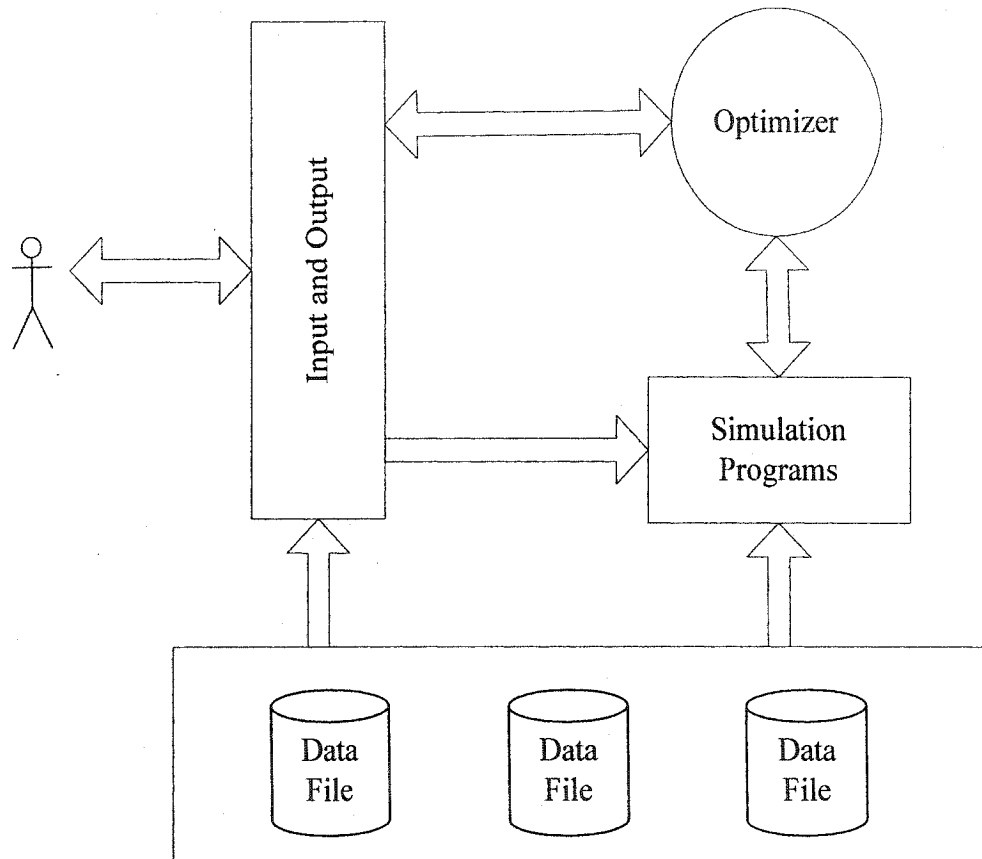 Input and Output
Optimizer
Simulation
Programs
Data
File
Data
File
Data
File